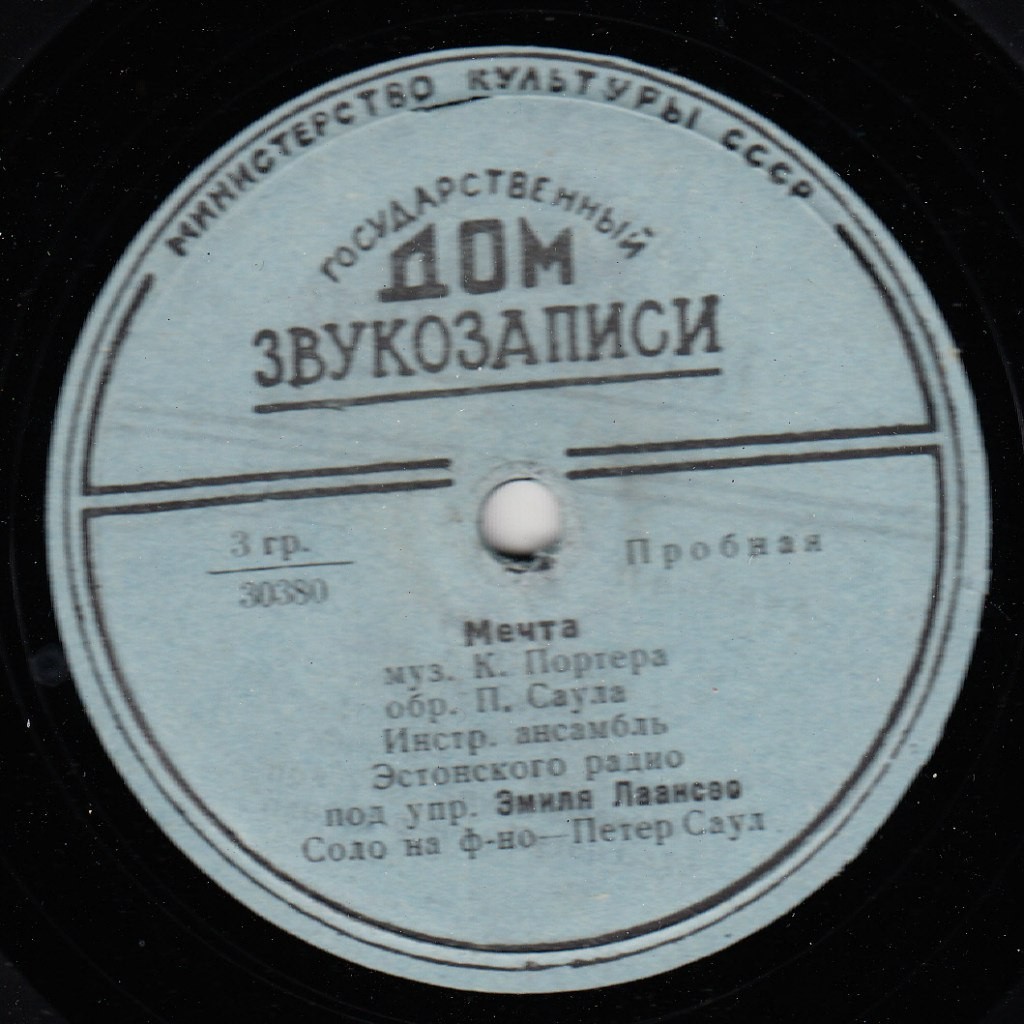 МИНИСТЕРСТВО КУЛЬТУРЫ СССР
ГОСУДАРСТВЕННЫЙ
ДОМ
ЗВУКОЗАПИСИ
3 гр.
30380
Пробная
Мечта
муз. К. Портера
обр. П. Саула
Инстр. ансамбль
Эстонского радио
под упр. Эмиля Лаансоо
Соло на ф-но—Петер Саул